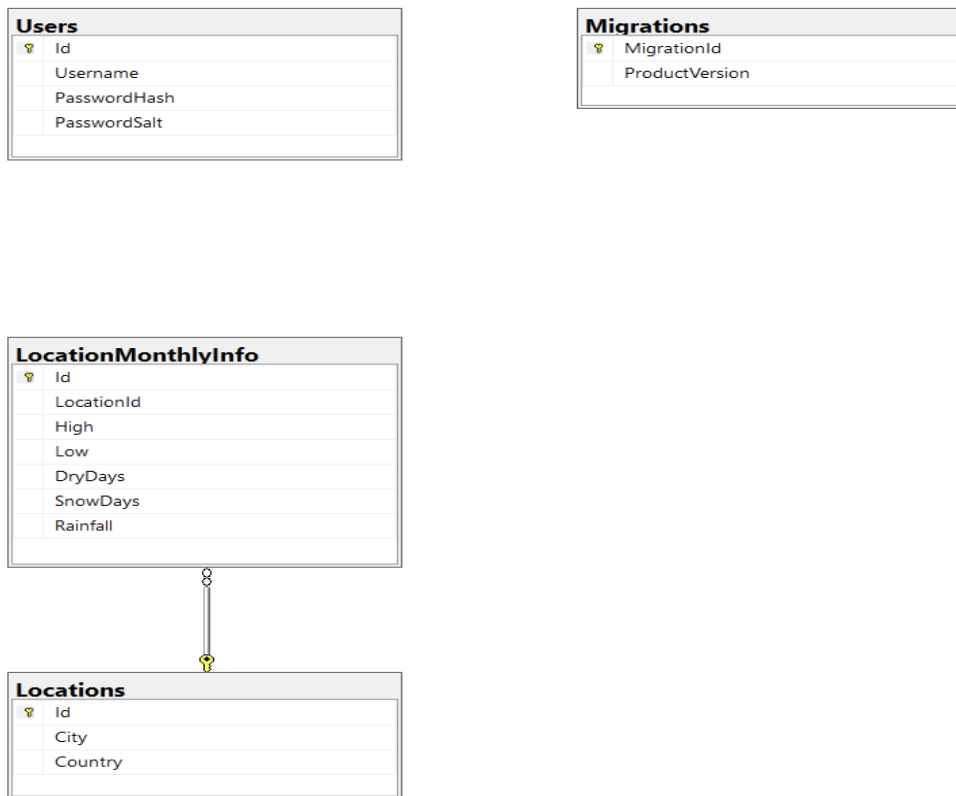 Users
Id
Username
PasswordHash
PasswordSalt
Migrations
MigrationId
ProductVersion
LocationMonthlyInfo
Id
LocationId
High
Low
DryDays
SnowDays
Rainfall
Locations
Id
City
Country